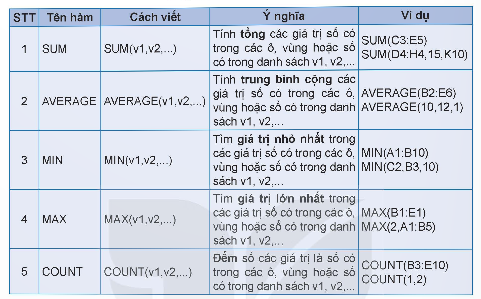 STT Tên hàm Cách viết Ý nghĩa Ví dụ
1 SUM SUM(v1,v2,...) Tính tổng các giá trị số có trong các ô, vùng hoặc số có trong danh sách v1, v2,... SUM(C3:E5) SUM(D4:H4,15,K10)
2 AVERAGE AVERAGE(v1,v2,...) Tính trung bình cộng các giá trị số có trong các ô, vùng hoặc số có trong danh sách v1, v2,... AVERAGE(B2:E6) AVERAGE(10,12,1)
3 MIN MIN(v1,v2,...) Tìm giá trị nhỏ nhất trong các giá trị số có trong các ô, vùng hoặc số có trong danh sách v1, v2,... MIN(A1:B10) MIN(C2,B3,10)
4 MAX MAX(v1,v2,...) Tìm giá trị lớn nhất trong các giá trị số có trong các ô, vùng hoặc số có trong danh sách v1, v2,... MAX(B1:E1) MAX(2,A1:B5)
5 COUNT COUNT(v1,v2,...) Đếm số các giá trị là số có trong các ô, vùng hoặc số có trong danh sách v1, v2,... COUNT(B3:E10) COUNT(1,2)